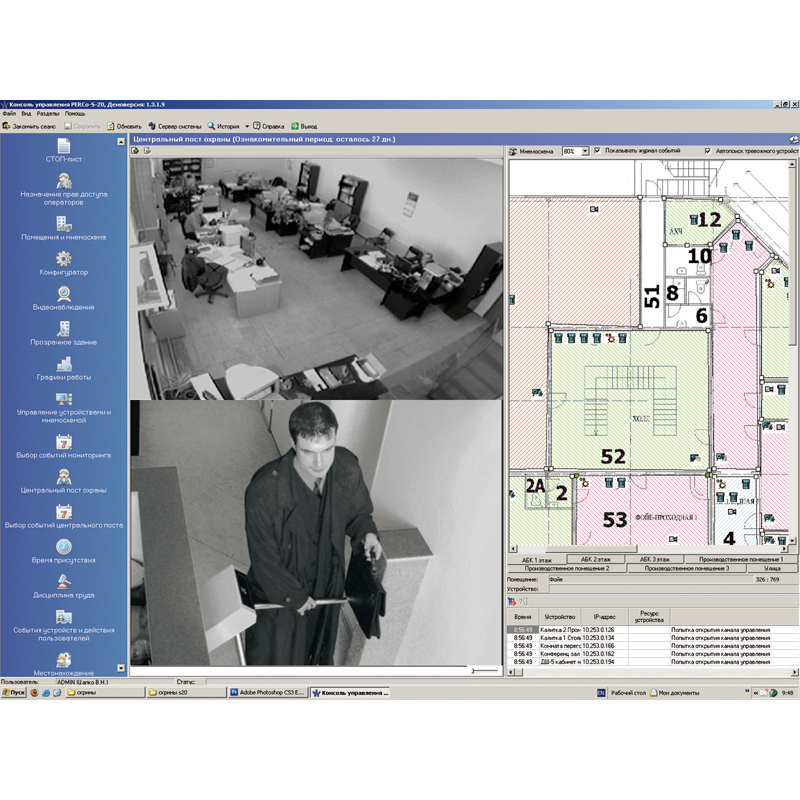 Консоль управления PERCo-S-20, Демоверсия: 1.3.1.9
Файл Вид Разделы Помощь
Закончить сеанс Сохранить Обновить Сервер системы История Справка Выход
СТОП-лист
Назначение прав доступа
операторов
Помещения и мнемосхема
Конфигуратор
Видеонаблюдение
Прозрачное здание
Графики работы
Управление устройствами и
мнемосхемой
Выбор событий мониторинга
Центральный пост охраны
Выбор событий центрального поста
Время присутствия
Дисциплина труда
События устройств и действия
пользователей
Местонахождение
Центральный пост охраны (Ознакомительный период: осталось 27 дн.)
Мнемосхема 80% Показывать журнал событий Автопоиск тревожного устройст
12
АХЧ
10
51
8
6
ХОЛЛ
52
2А
2
53
ФОЙЕ-ПРОХОДНАЯ 1
4
АБК 1 этаж АБК 2 этаж АБК 3 этаж Производственное помещение 1
Производственное помещение 2 Производственное помещение 3 Улица
Помещение: Фойе 326 : 769
Устройство:
Время Устройство IP-адрес Ресурс устройства
8:56:49 Калитка 2 Про 10.253.0.126 Попытка открытия канала управления
8:56:49 Калитка 1 Стоя 10.253.0.134 Попытка открытия канала управления
8:56:49 Комната перег 10.253.0.166 Попытка открытия канала управления
8:56:49 Конференц зал 10.253.0.162 Попытка открытия канала управления
8:56:49 ДШ-5 кабинет н 10.253.0.194 Попытка открытия канала управления
Пользователь: ADMIN (Шапко В.Н.) Статус:
Пуск скрины скрины s20 Adobe Photoshop CS3 E... Консоль управления ... EN Рабочий стол Мои документы 9:48